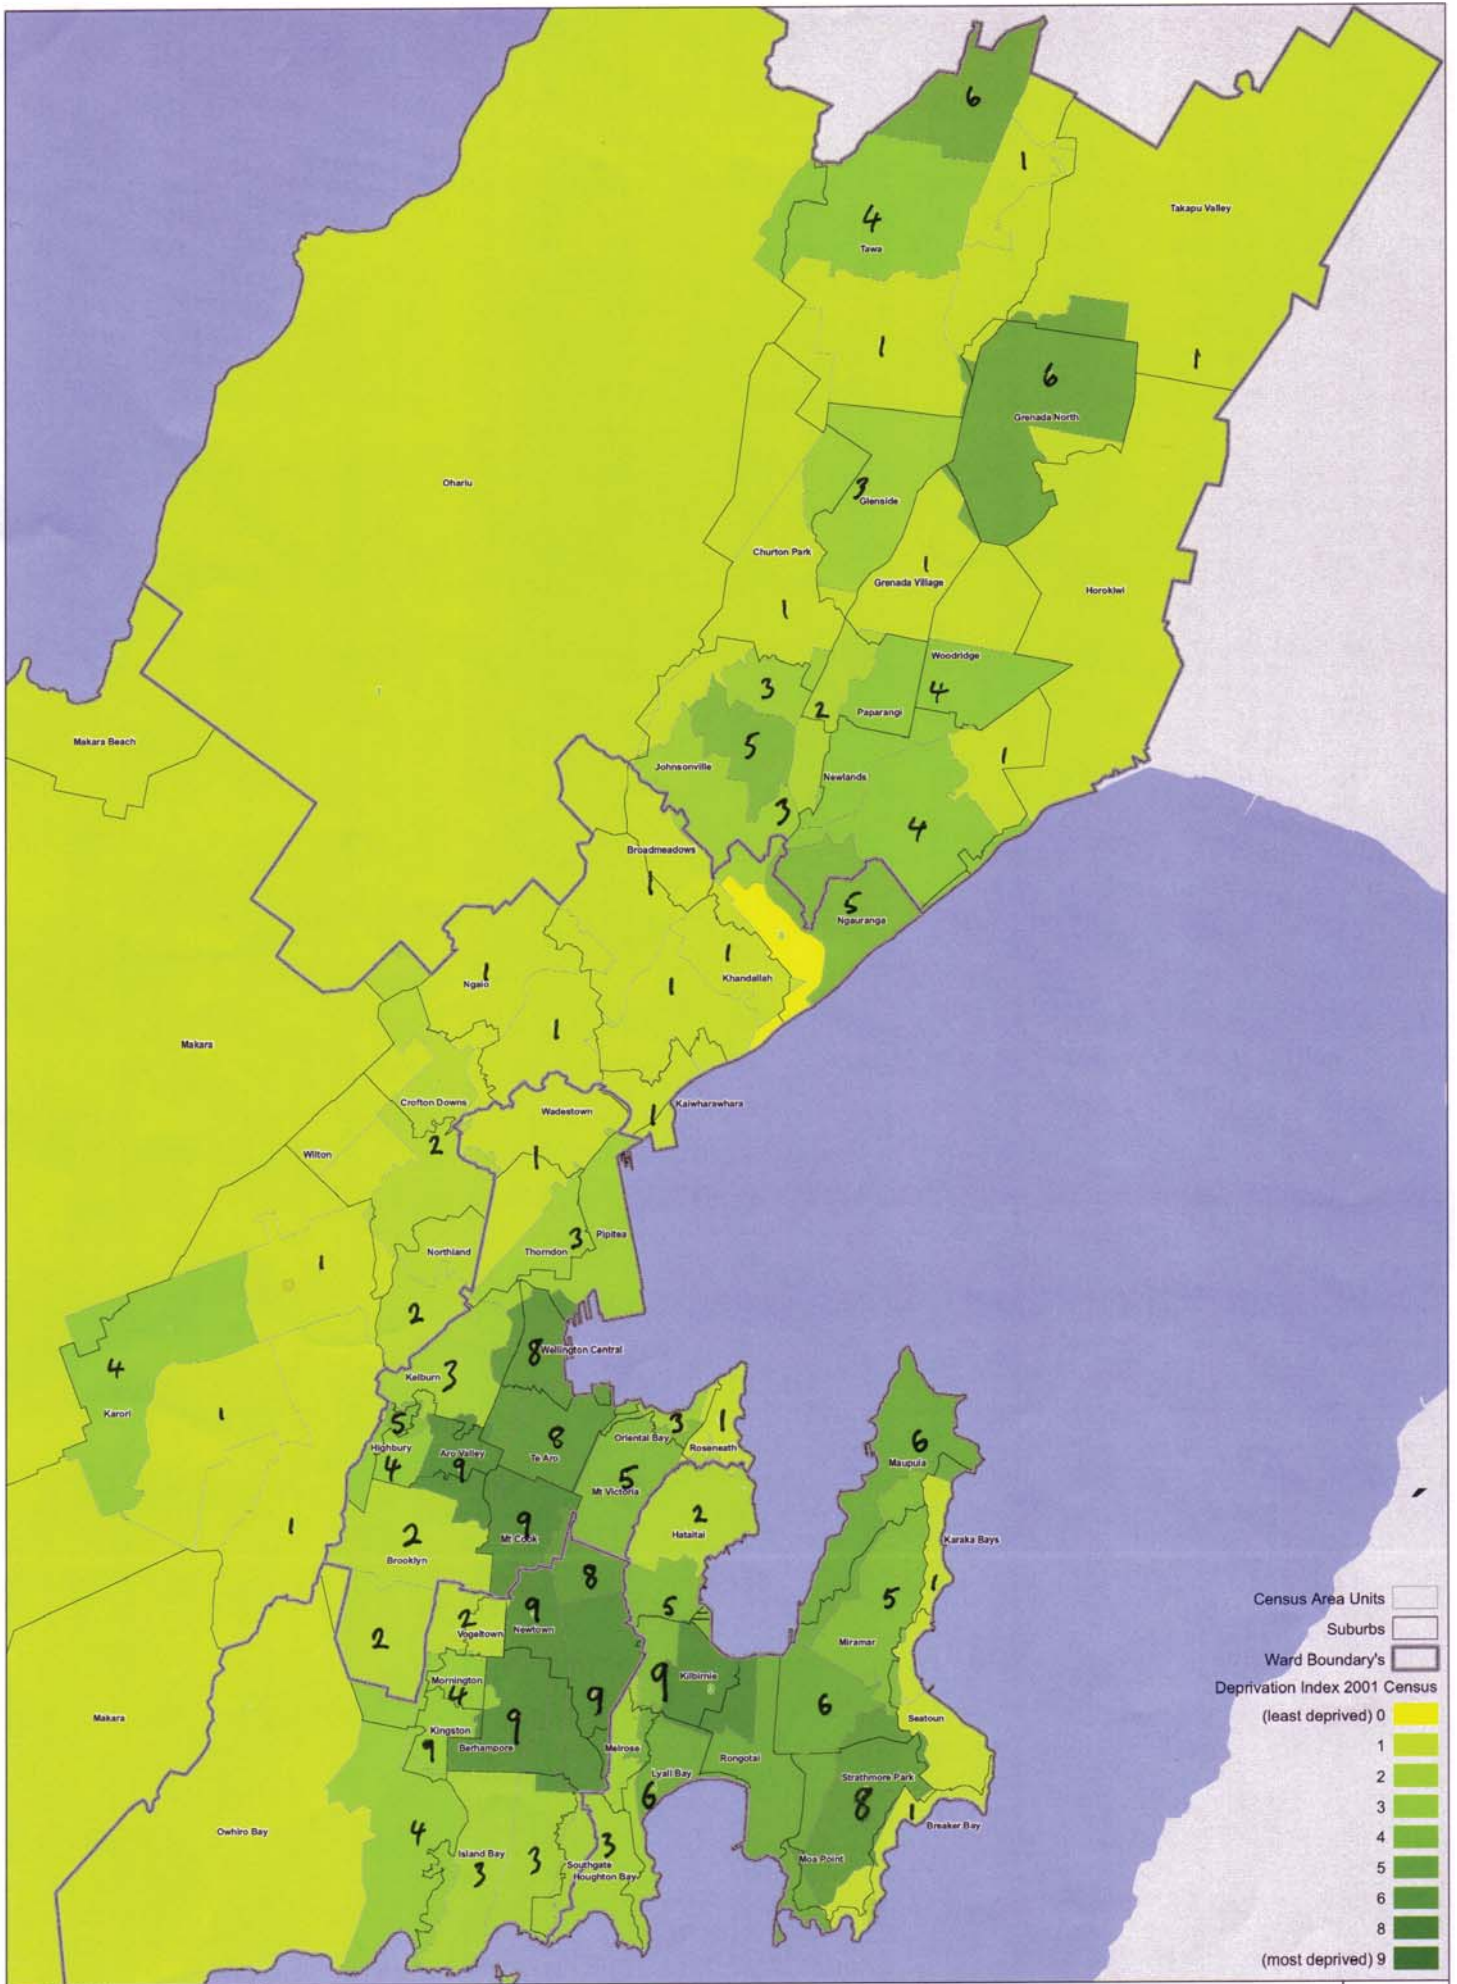 6
1
Takapu Valley
4
Tawa
1
1
6
Grenada North
Ohariu
3
Glenside
Churton Park
1
Grenada Village
1
Horokiwi
Woodridge
3
4
2
Paparangi
Makara Beach
5
1
Johnsonville
Newlands
3
4
Broadmeadows
1
5
Ngauranga
1
Ngaio
1
Khandallah
1
1
Makara
Crofton Downs
Wadestown
1
Kaiwharawhara
2
Wilton
1
3
Pipitea
Northland
Thorndon
1
2
8
Wellington Central
4
Kelburn
3
Karori
1
5
8
Oriental Bay
3
1
Highbury
Aro Valley
Te Aro
Roseneath
6
4
9
Maupuia
5
Mt Victoria
1
9
Mt Cook
2
Hataitai
2
Brooklyn
Karaka Bays
8
1
5
9
5
2
2
Vogeltown
Newtown
Miramar
Mornington
4
9
9
Kilbirnie
6
Makara
Kingston
9
9
Berhampore
Melrose
Rongotai
Seatoun
Lyall Bay
6
Strathmore Park
8
1
Breaker Bay
Owhiro Bay
4
Island Bay
3
3
3
Southgate
Houghton Bay
Moa Point
Census Area Units
Suburbs
Ward Boundary's
Deprivation Index 2001 Census
(least deprived) 0
1
2
3
4
5
6
8
(most deprived) 9